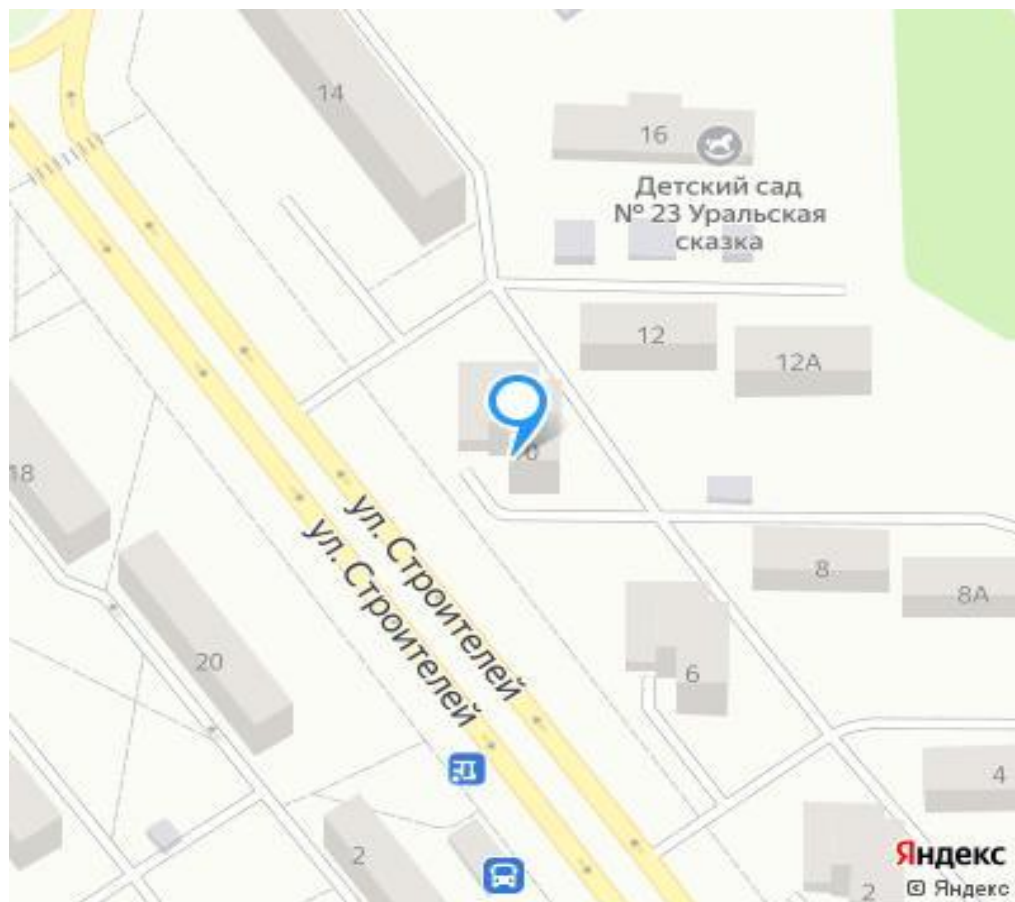 14
16
Детский сад
№ 23 Уральская
сказка
12
12А
18
ул. Строителей
ул. Строителей
8
8А
20
6
4
2
2
Яндекс
© Яндекс